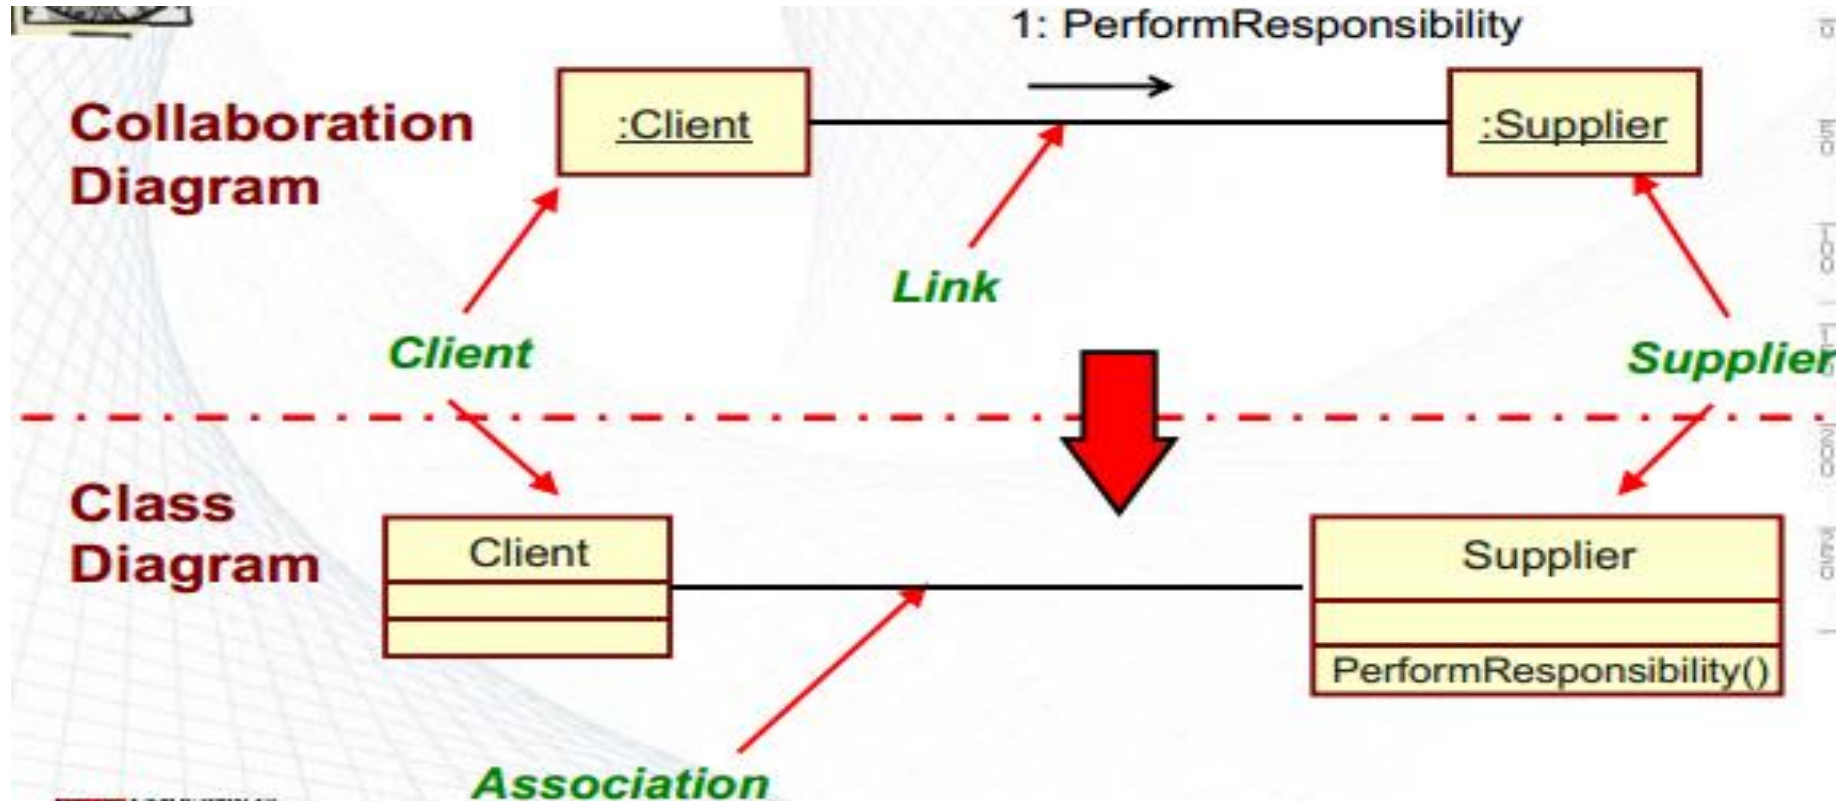 1: PerformResponsibility
Collaboration
Diagram
:Client
:Supplier
Link
Client
Supplier
Class
Diagram
Client
Supplier
PerformResponsibility()
Association